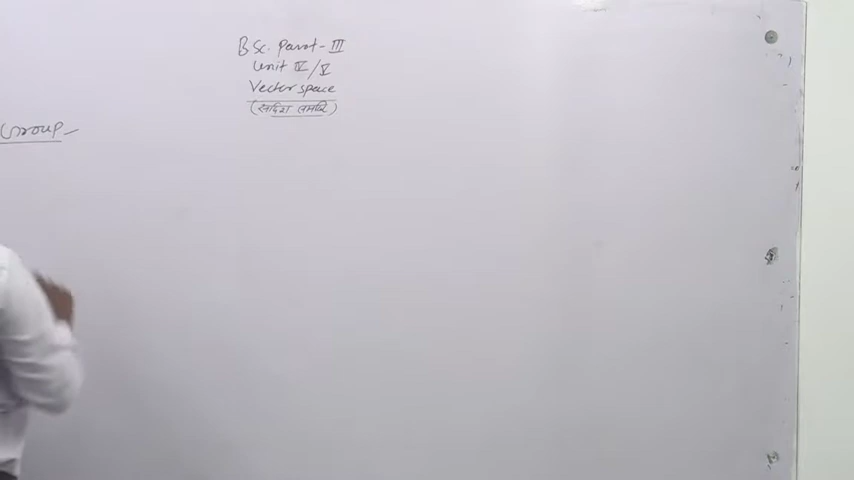 B.Sc. Part-III
Unit IV/V
Vector space
(सदिश समष्टि)
Group-